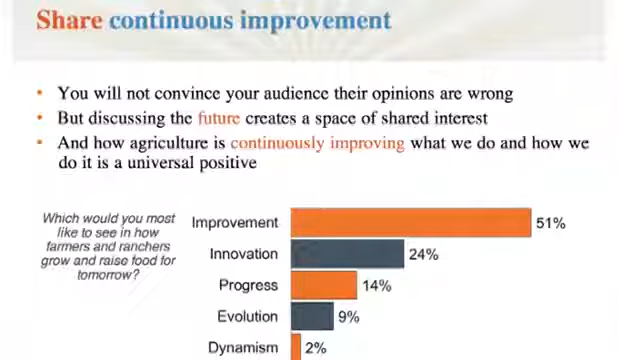 Share continuous improvement
• You will not convince your audience their opinions are wrong
• But discussing the future creates a space of shared interest
• And how agriculture is continuously improving what we do and how we
do it is a universal positive
Which would you most
like to see in how
farmers and ranchers
grow and raise food for
tomorrow?
Improvement 51%
Innovation 24%
Progress 14%
Evolution 9%
Dynamism 2%